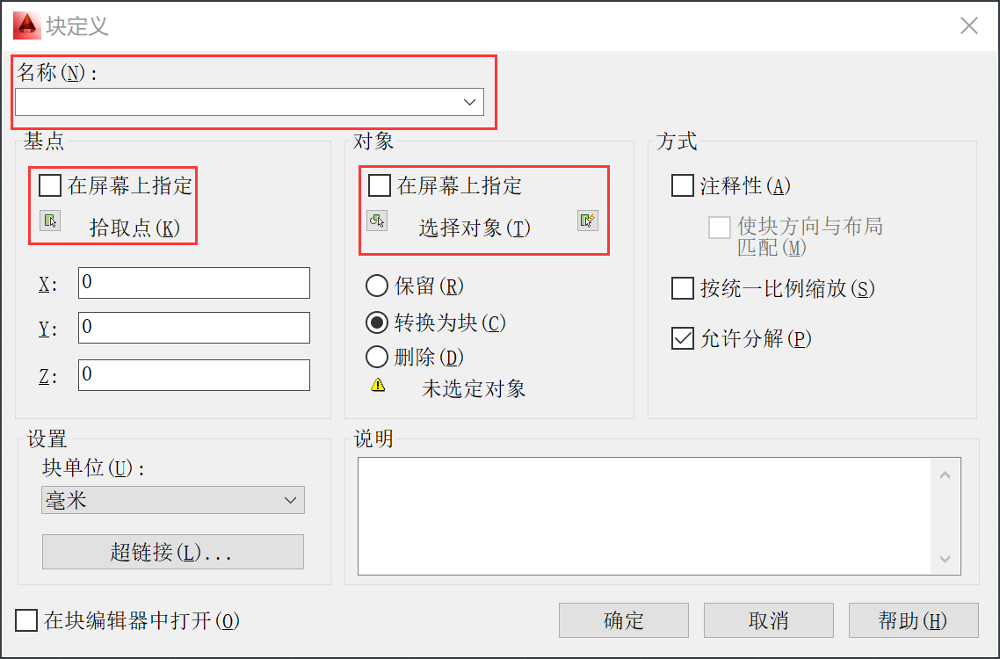 块定义
名称(N):
基点
在屏幕上指定
拾取点(K)
X: 0
Y: 0
Z: 0
对象
在屏幕上指定
选择对象(T)
保留(R)
转换为块(C)
删除(D)
未选定对象
方式
注释性(A)
使块方向与布局
匹配(M)
按统一比例缩放(S)
允许分解(P)
设置
块单位(U):
毫米
超链接(L)...
说明
在块编辑器中打开(O)
确定
取消
帮助(H)